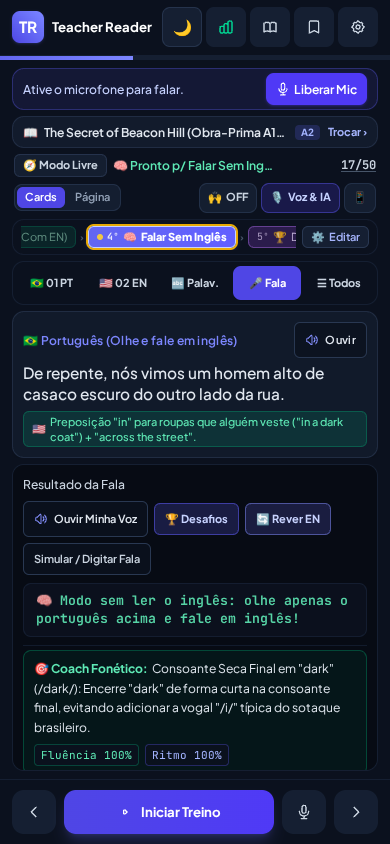 TR Teacher Reader
Ative o microfone para falar. Liberar Mic
The Secret of Beacon Hill (Obra-Prima A1… A2 Trocar ›
Modo Livre Pronto p/ Falar Sem Ing… 17/50
Cards Página OFF Voz & IA
Com EN) › 4° Falar Sem Inglês › 5° Editar
01 PT 02 EN Palav. Fala Todos
Português (Olhe e fale em inglês) Ouvir
De repente, nós vimos um homem alto de
casaco escuro do outro lado da rua.
Preposição "in" para roupas que alguém veste ("in a dark
coat") + "across the street".
Resultado da Fala
Ouvir Minha Voz Desafios Rever EN
Simular / Digitar Fala
Modo sem ler o inglês: olhe apenas o
português acima e fale em inglês!
Coach Fonético: Consoante Seca Final em "dark"
(/dark/): Encerre "dark" de forma curta na consoante
final, evitando adicionar a vogal "/i/" típica do sotaque
brasileiro.
Fluência 100% Ritmo 100%
Iniciar Treino